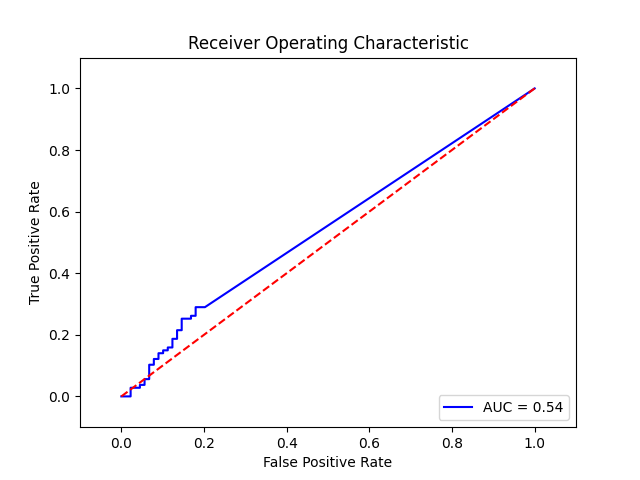 Receiver Operating Characteristic
True Positive Rate
1.0
0.8
0.6
0.4
0.2
0.0
AUC = 0.54
0.0 0.2 0.4 0.6 0.8 1.0
False Positive Rate